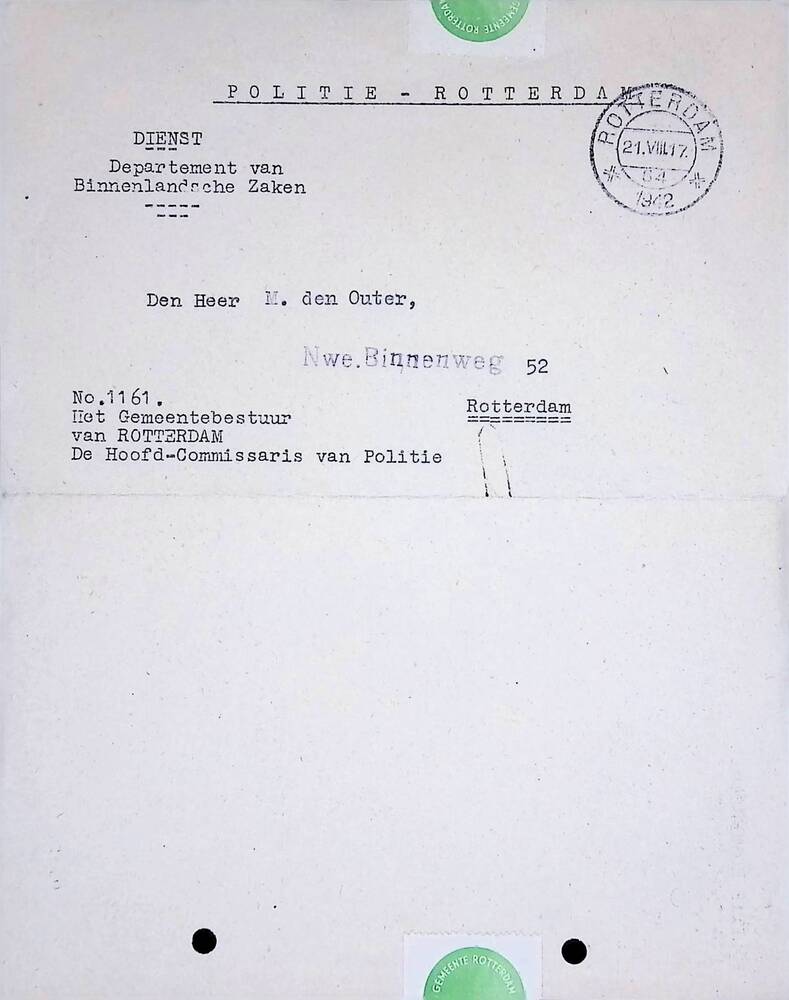 GEMEENTE ROTTERDAM
POLITIE - ROTTERDAM
ROTTERDAM
21.VIII.17.
64
1942
DIENST
Departement van
Binnenlandsche Zaken
Den Heer M. den Outer,
Nwe.Binnenweg 52
No.1161.
Het Gemeentebestuur
van ROTTERDAM
De Hoofd-Commissaris van Politie
Rotterdam
GEMEENTE ROTTERDAM